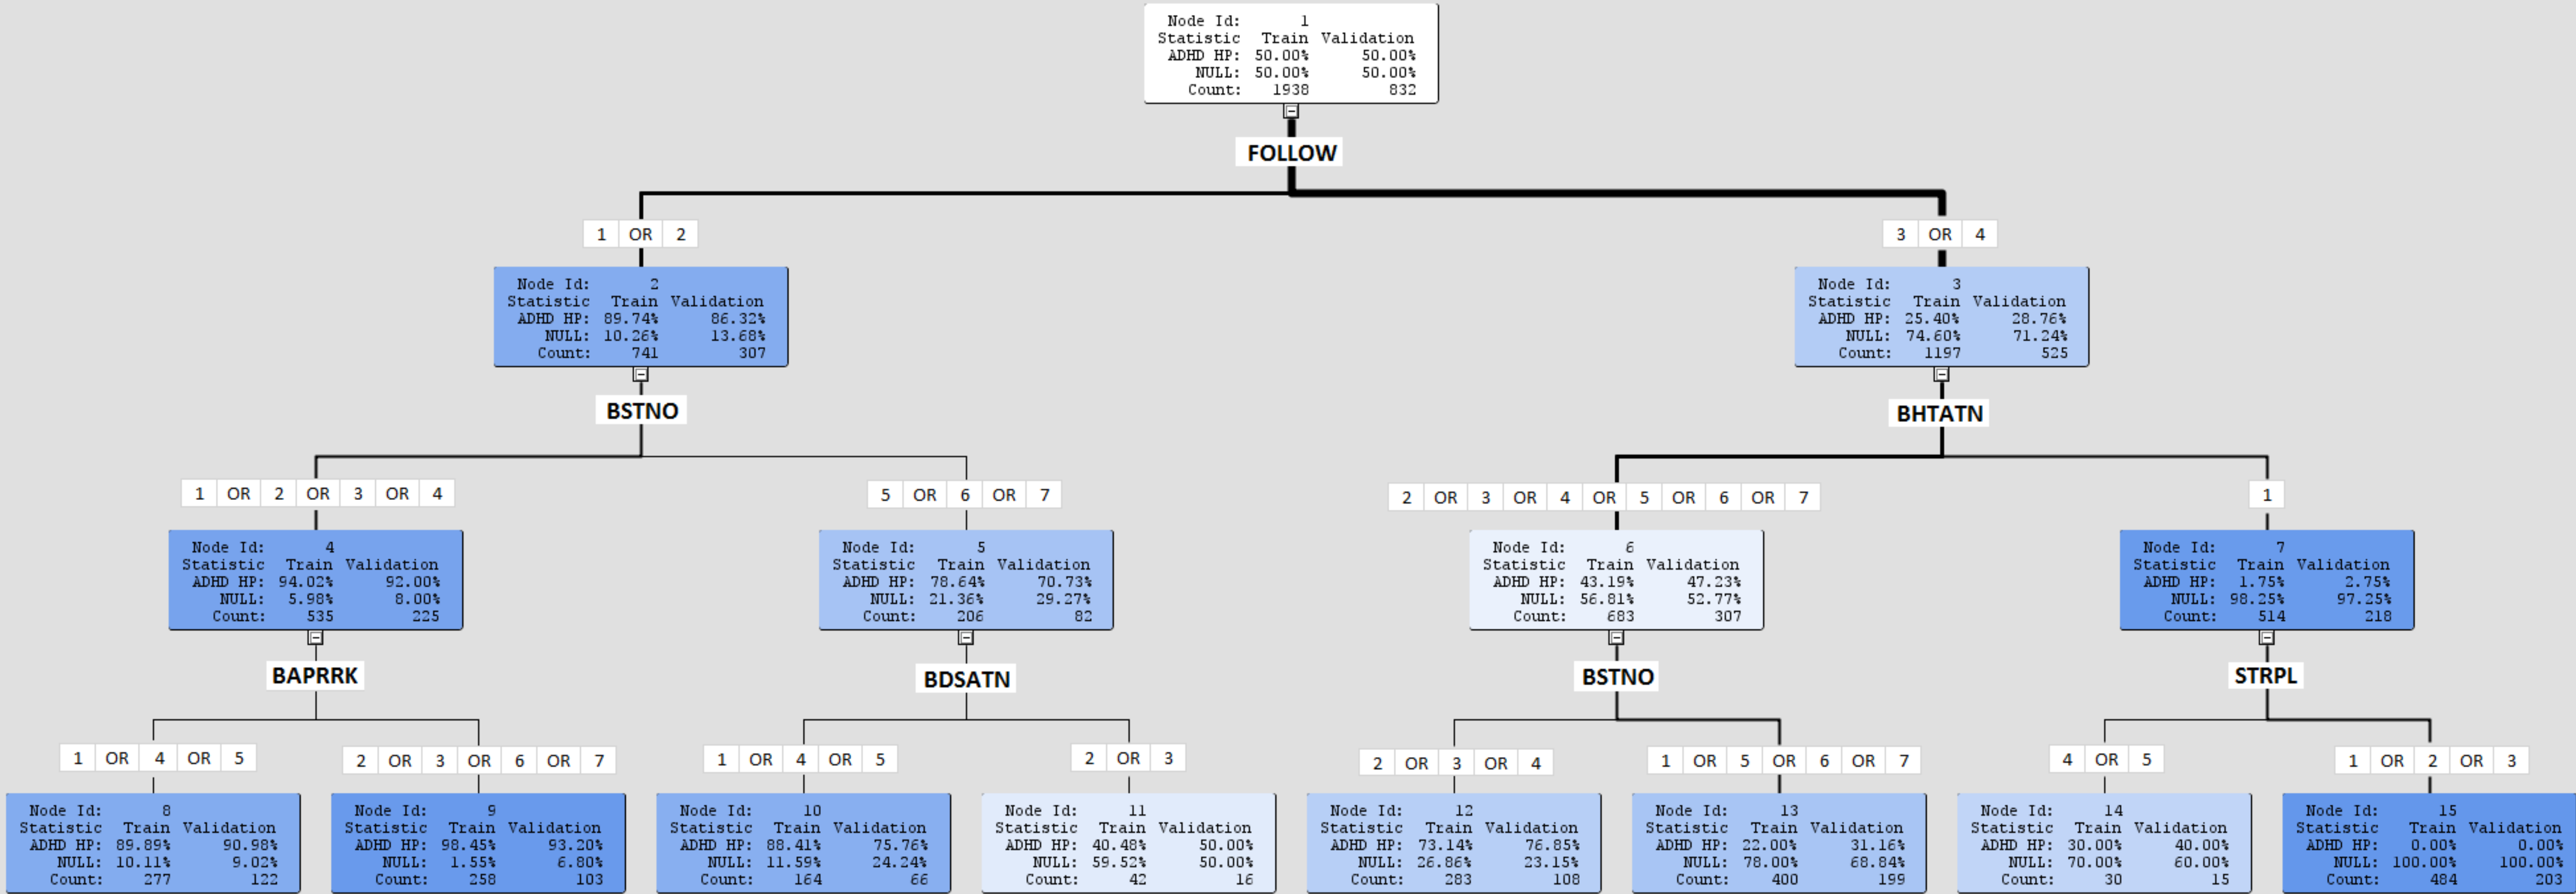 Node Id: 1
Statistic Train Validation
ADHD HP: 50.00% 50.00%
NULL: 50.00% 50.00%
Count: 1938 832
FOLLOW
1 OR 2
3 OR 4
Node Id: 2
Statistic Train Validation
ADHD HP: 89.74% 86.32%
NULL: 10.26% 13.68%
Count: 741 307
Node Id: 3
Statistic Train Validation
ADHD HP: 25.40% 28.76%
NULL: 74.60% 71.24%
Count: 1197 525
BSTNO
BHTATN
1 OR 2 OR 3 OR 4
5 OR 6 OR 7
2 OR 3 OR 4 OR 5 OR 6 OR 7
1
Node Id: 4
Statistic Train Validation
ADHD HP: 94.02% 92.00%
NULL: 5.98% 8.00%
Count: 535 225
Node Id: 5
Statistic Train Validation
ADHD HP: 78.64% 70.73%
NULL: 21.36% 29.27%
Count: 206 82
Node Id: 6
Statistic Train Validation
ADHD HP: 43.19% 47.23%
NULL: 56.81% 52.77%
Count: 683 307
Node Id: 7
Statistic Train Validation
ADHD HP: 1.75% 2.75%
NULL: 98.25% 97.25%
Count: 514 218
BAPRRK
BDSATN
BSTNO
STRPL
1 OR 4 OR 5
2 OR 3 OR 6 OR 7
1 OR 4 OR 5
2 OR 3
2 OR 3 OR 4
1 OR 5 OR 6 OR 7
4 OR 5
1 OR 2 OR 3
Node Id: 8
Statistic Train Validation
ADHD HP: 89.89% 90.98%
NULL: 10.11% 9.02%
Count: 277 122
Node Id: 9
Statistic Train Validation
ADHD HP: 98.45% 93.20%
NULL: 1.55% 6.80%
Count: 258 103
Node Id: 10
Statistic Train Validation
ADHD HP: 88.41% 75.76%
NULL: 11.59% 24.24%
Count: 164 66
Node Id: 11
Statistic Train Validation
ADHD HP: 40.48% 50.00%
NULL: 59.52% 50.00%
Count: 42 16
Node Id: 12
Statistic Train Validation
ADHD HP: 73.14% 76.85%
NULL: 26.86% 23.15%
Count: 283 108
Node Id: 13
Statistic Train Validation
ADHD HP: 22.00% 31.16%
NULL: 78.00% 68.84%
Count: 400 199
Node Id: 14
Statistic Train Validation
ADHD HP: 30.00% 40.00%
NULL: 70.00% 60.00%
Count: 30 15
Node Id: 15
Statistic Train Validation
ADHD HP: 0.00% 0.00%
NULL: 100.00% 100.00%
Count: 484 203